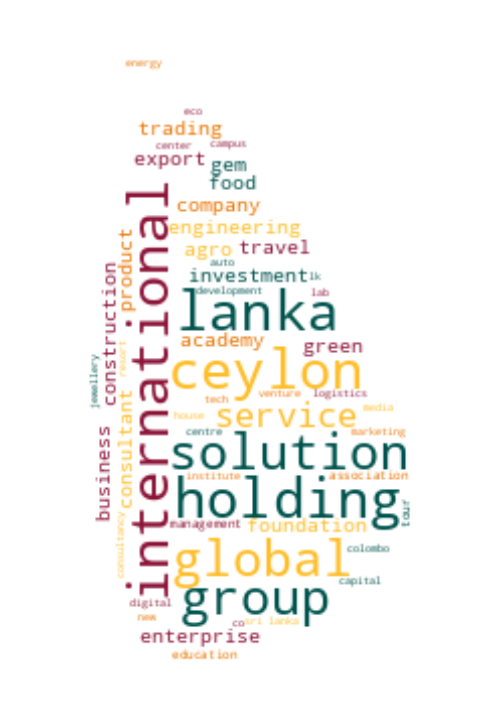 energy
eco
trading
center
campus
export
gem
food
international
company
engineering
product
agro
travel
auto
construction
investment
lk
development
lab
lanka
academy
green
resort
jewellery
ceylon
consultant
tech
venture
logistics
house
service
media
business
centre
marketing
solution
institute
association
holding
tour
consultancy
management
foundation
global
colombo
capital
group
digital
new
co
sri lanka
enterprise
education